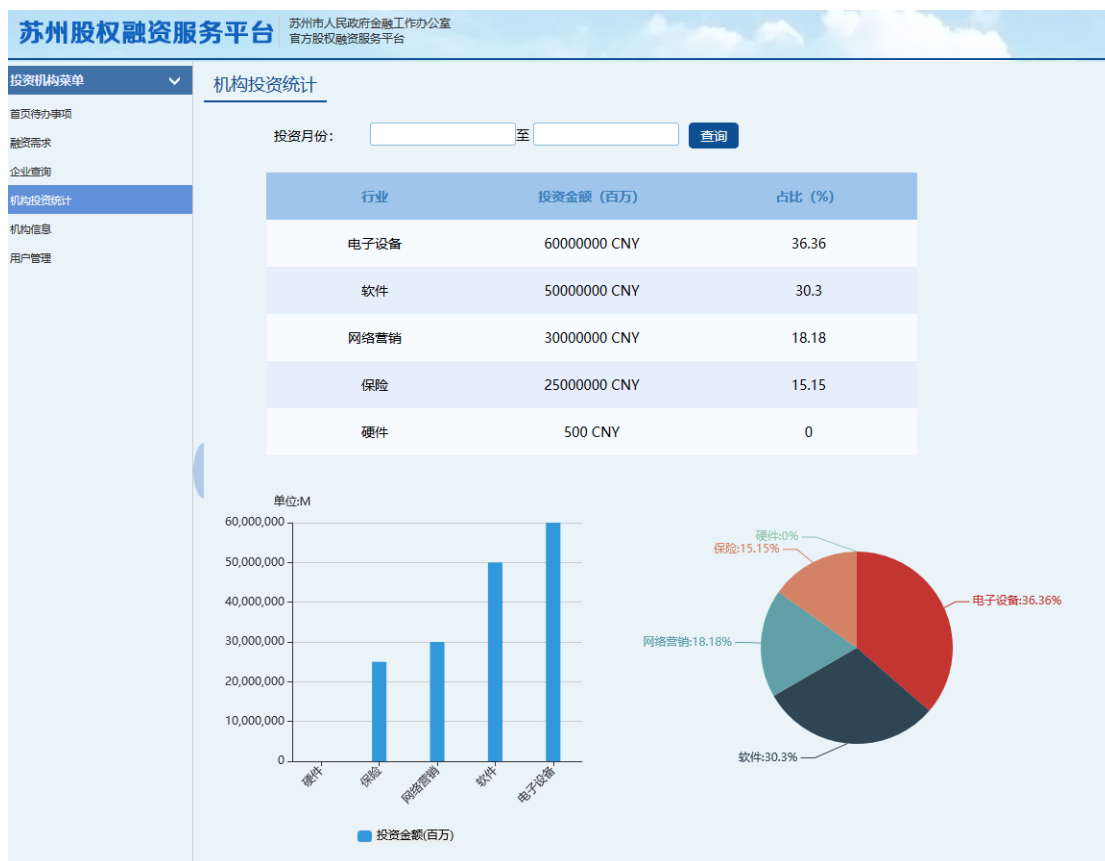 苏州股权融资服务平台
苏州市人民政府金融工作办公室
官方股权融资服务平台
投资机构菜单
首页待办事项
融资需求
企业查询
机构投资统计
机构信息
用户管理
机构投资统计
投资月份： 至 查询
行业 投资金额（百万） 占比（%）
电子设备 60000000 CNY 36.36
软件 50000000 CNY 30.3
网络营销 30000000 CNY 18.18
保险 25000000 CNY 15.15
硬件 500 CNY 0
单位:M
60,000,000
50,000,000
40,000,000
30,000,000
20,000,000
10,000,000
0
硬件 保险 网络营销 软件 电子设备
投资金额(百万)
硬件:0%
保险:15.15%
电子设备:36.36%
网络营销:18.18%
软件:30.3%